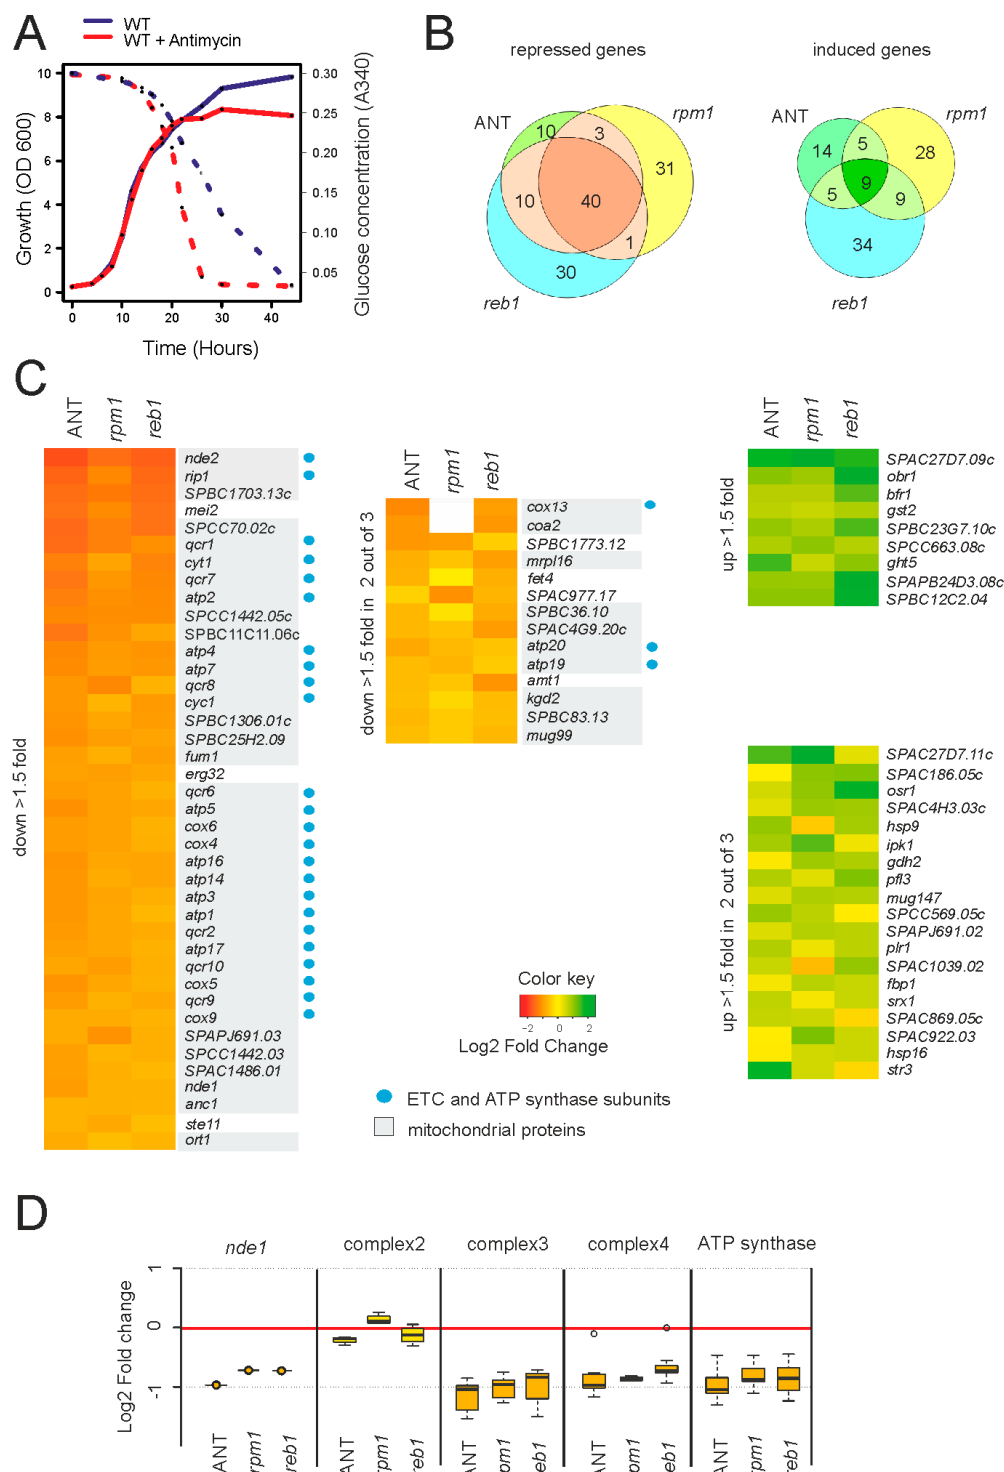 A
WT
WT + Antimycin
Growth (OD 600)
10
8
6
4
2
0
0.30
0.25
0.20
0.15
0.10
0.05
Glucose concentration (A340)
0
10
20
30
40
Time (Hours)
B
repressed genes
ANT
rpm1
reb1
10
3
31
10
40
1
30
induced genes
ANT
rpm1
reb1
14
5
28
5
9
9
34
C
ANT
rpm1
reb1
down >1.5 fold
nde2
rip1
SPBC1703.13c
mei2
SPCC70.02c
qcr1
cyt1
qcr7
atp2
SPCC1442.05c
SPBC11C11.06c
atp4
atp7
qcr8
cyc1
SPBC1306.01c
SPBC25H2.09
fum1
erg32
qcr6
atp5
cox6
cox4
atp16
atp14
atp3
atp1
qcr2
atp17
qcr10
cox5
qcr9
cox9
SPAPJ691.03
SPCC1442.03
SPAC1486.01
nde1
anc1
ste11
ort1
ANT
rpm1
reb1
down >1.5 fold in 2 out of 3
cox13
coa2
SPBC1773.12
mrpl16
fet4
SPAC977.17
SPBC36.10
SPAC4G9.20c
atp20
atp19
amt1
kgd2
SPBC83.13
mug99
ANT
rpm1
reb1
up >1.5 fold
SPAC27D7.09c
obr1
bfr1
gst2
SPBC23G7.10c
SPCC663.08c
ght5
SPAPB24D3.08c
SPBC12C2.04
up >1.5 fold in 2 out of 3
SPAC27D7.11c
SPAC186.05c
osr1
SPAC4H3.03c
hsp9
ipk1
gdh2
pfl3
mug147
SPCC569.05c
SPAPJ691.02
plr1
SPAC1039.02
fbp1
srx1
SPAC869.05c
SPAC922.03
hsp16
str3
Color key
−2
0
2
Log2 Fold Change
ETC and ATP synthase subunits
mitochondrial proteins
D
nde1
complex2
complex3
complex4
ATP synthase
Log2 Fold change
1
0
-1
ANT
rpm1
reb1
ANT
rpm1
reb1
ANT
rpm1
reb1
ANT
rpm1
reb1
ANT
rpm1
reb1